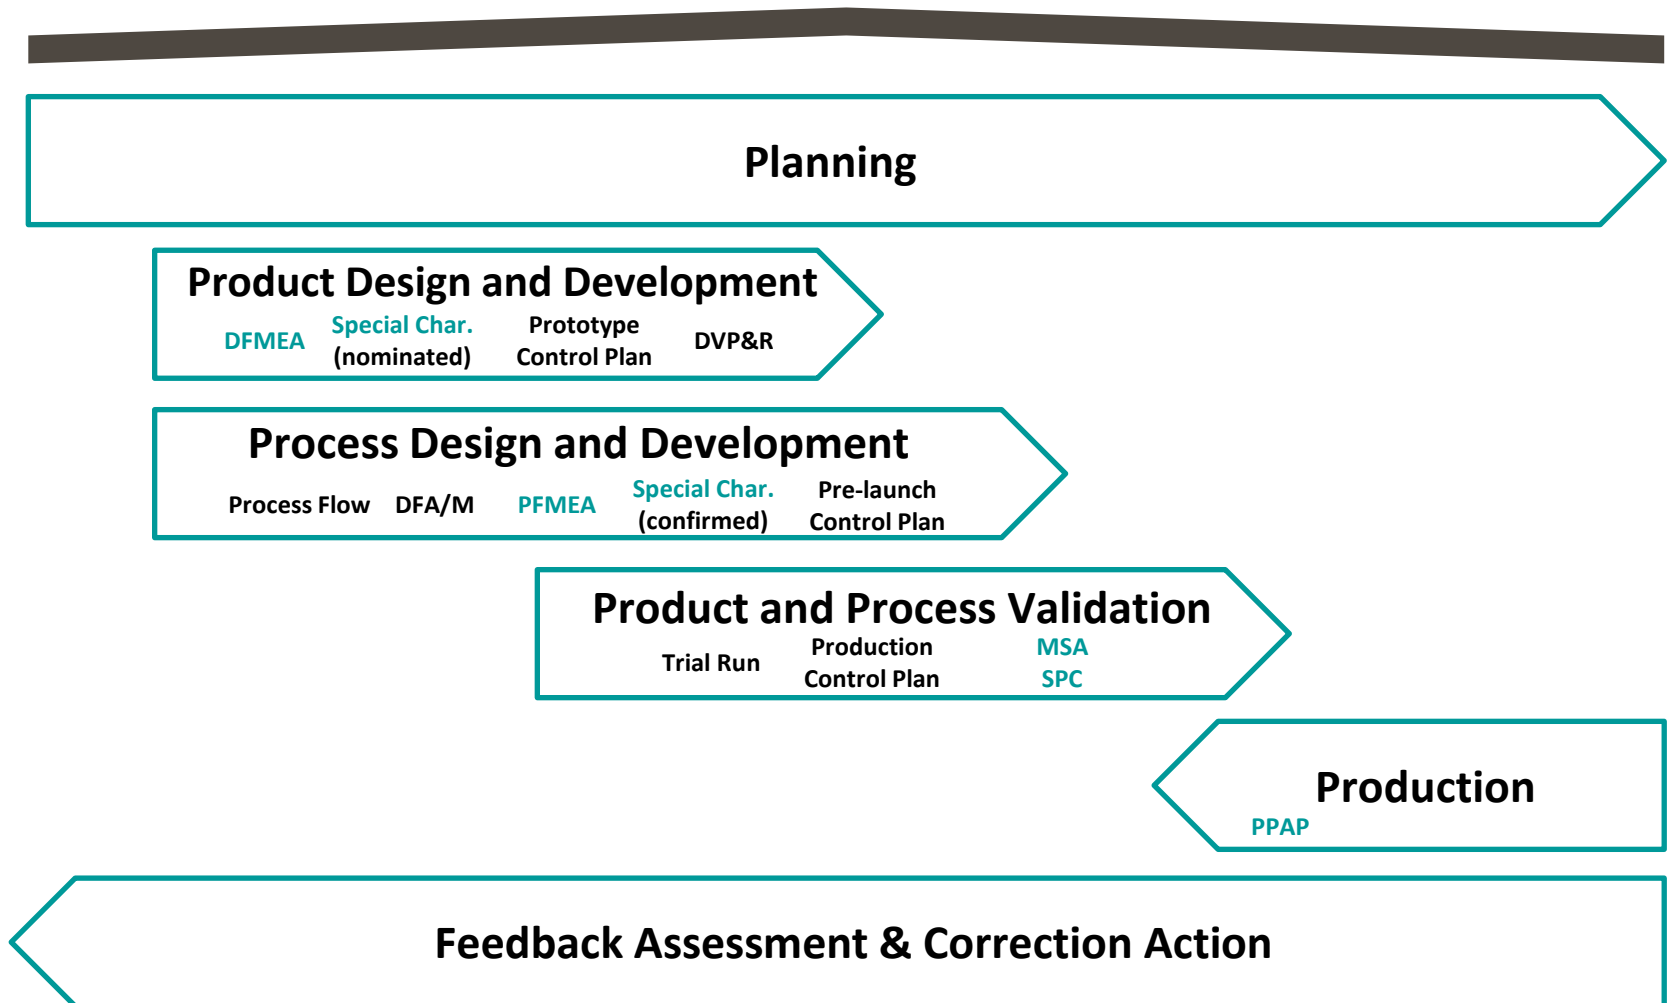 Planning
Product Design and Development
DFMEA
Special Char.
(nominated)
Prototype
Control Plan
DVP&R
Process Design and Development
Process Flow
DFA/M
PFMEA
Special Char.
(confirmed)
Pre-launch
Control Plan
Product and Process Validation
Trial Run
Production
Control Plan
MSA
SPC
Production
PPAP
Feedback Assessment & Correction Action